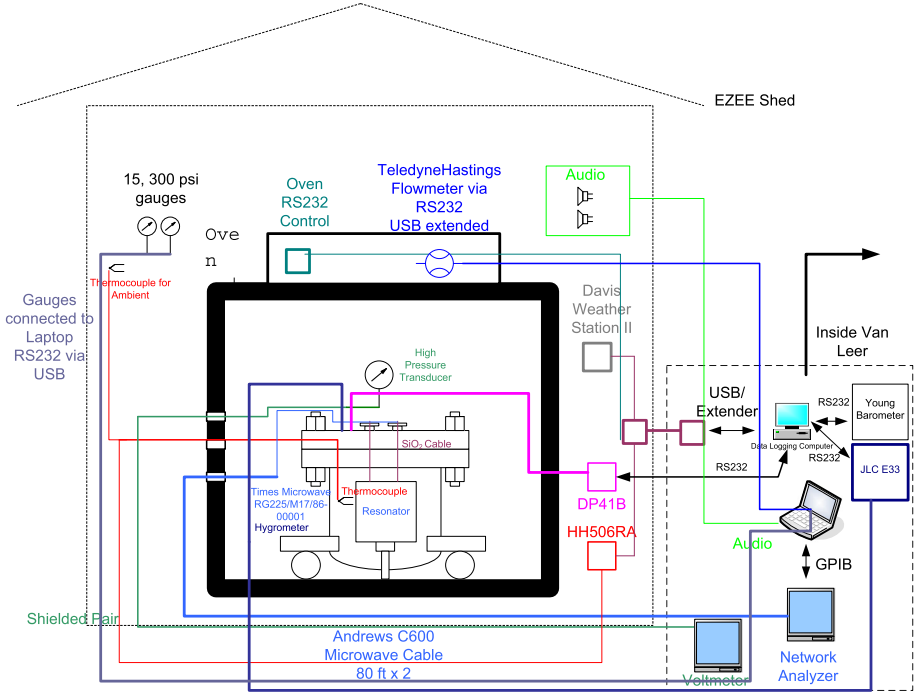 EZEE Shed
15, 300 psi
gauges
Oven
RS232
Control
TeledyneHastings
Flowmeter via
RS232
USB extended
Audio
Ove
n
Thermocouple for
Ambient
Gauges
connected to
Laptop
RS232 via
USB
Davis
Weather
Station II
High
Pressure
Transducer
Inside Van
Leer
USB/
Extender
RS232
Young
Barometer
Data Logging Computer
RS232
JLC E33
RS232
SiO2 Cable
Times Microwave
RG225/M17/86-
00001
Hygrometer
Thermocouple
Resonator
DP41B
HH506RA
Audio
GPIB
Shielded Pair
Andrews C600
Microwave Cable
80 ft x 2
Voltmeter
Network
Analyzer